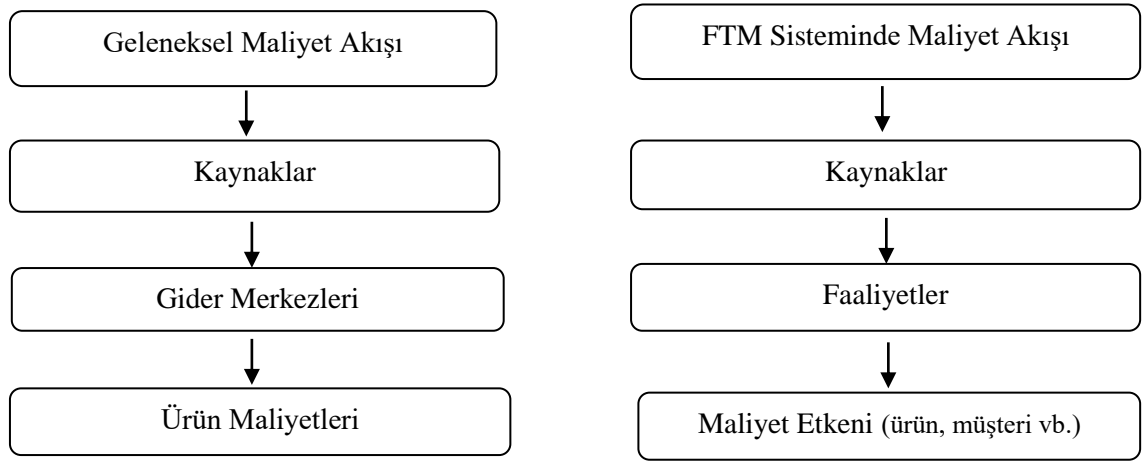 Geleneksel Maliyet Akışı
Kaynaklar
Gider Merkezleri
Ürün Maliyetleri
FTM Sisteminde Maliyet Akışı
Kaynaklar
Faaliyetler
Maliyet Etkeni (ürün, müşteri vb.)